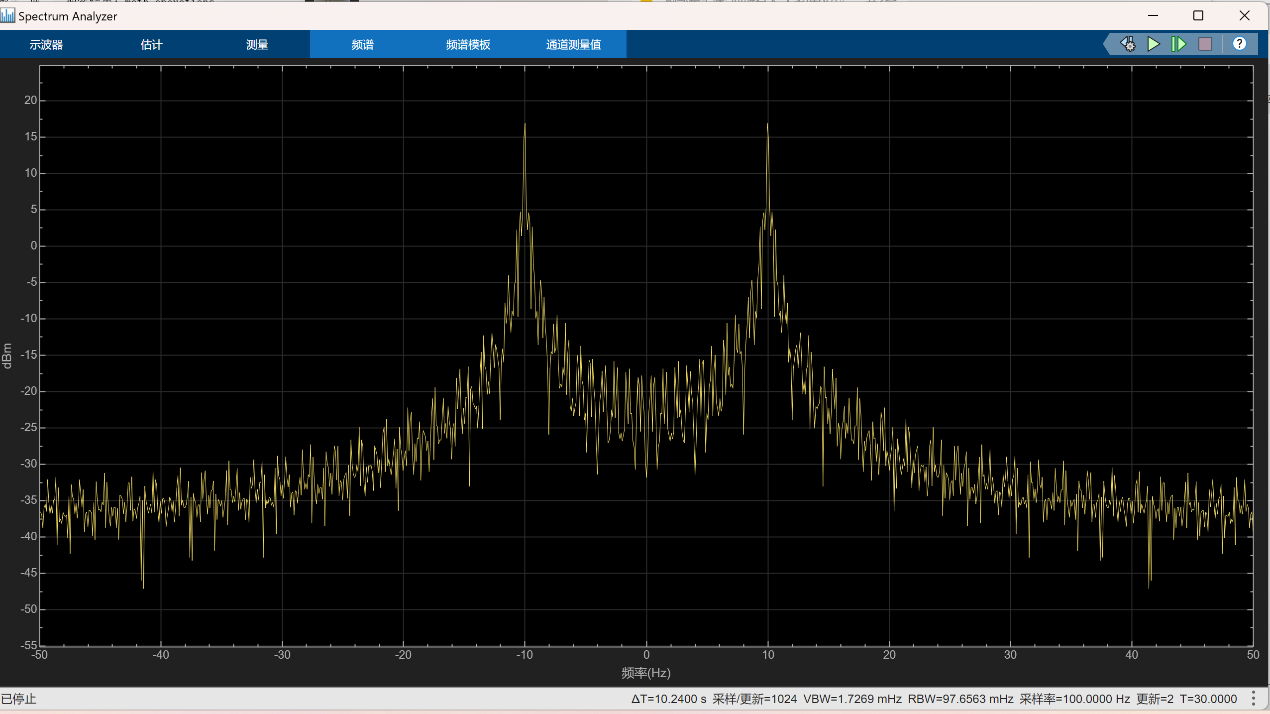 Spectrum Analyzer
示波器 估计 测量 频谱 频谱模板 通道测量值
20
15
10
5
0
-5
-10
-15
-20
-25
-30
-35
-40
-45
-50
-55
dBm
-50 -40 -30 -20 -10 0 10 20 30 40 50
频率(Hz)
已停止 ΔT=10.2400 s 采样/更新=1024 VBW=1.7269 mHz RBW=97.6563 mHz 采样率=100.0000 Hz 更新=2 T=30.0000